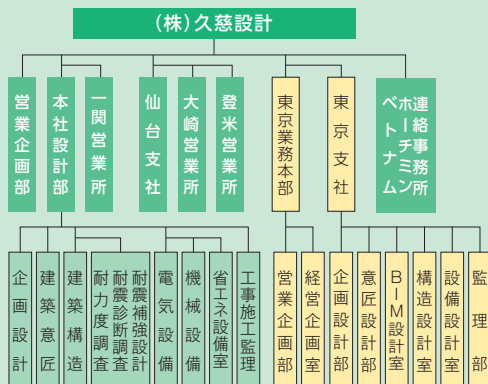 (株)久慈設計
営業企画部
本社設計部
一関営業所
仙台支社
大崎営業所
登米営業所
東京業務本部
東京支社
連絡事務所
ホーチミン
ベトナム
企画設計
建築意匠
建築構造
耐震補強設計
耐震診断調査
耐力度調査
電気設備
機械設備
省エネ設備室
工事施工監理
営業企画部
経営企画室
企画設計部
意匠設計部
BIM設計室
構造設計室
設備設計室
監理部